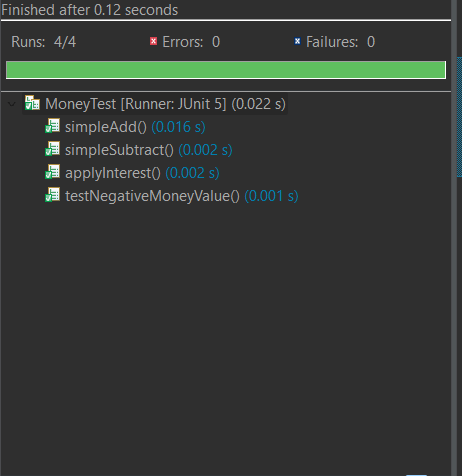 Finished after 0.12 seconds
Runs: 4/4 Errors: 0 Failures: 0
MoneyTest [Runner: JUnit 5] (0.022 s)
simpleAdd() (0.016 s)
simpleSubtract() (0.002 s)
applyInterest() (0.002 s)
testNegativeMoneyValue() (0.001 s)